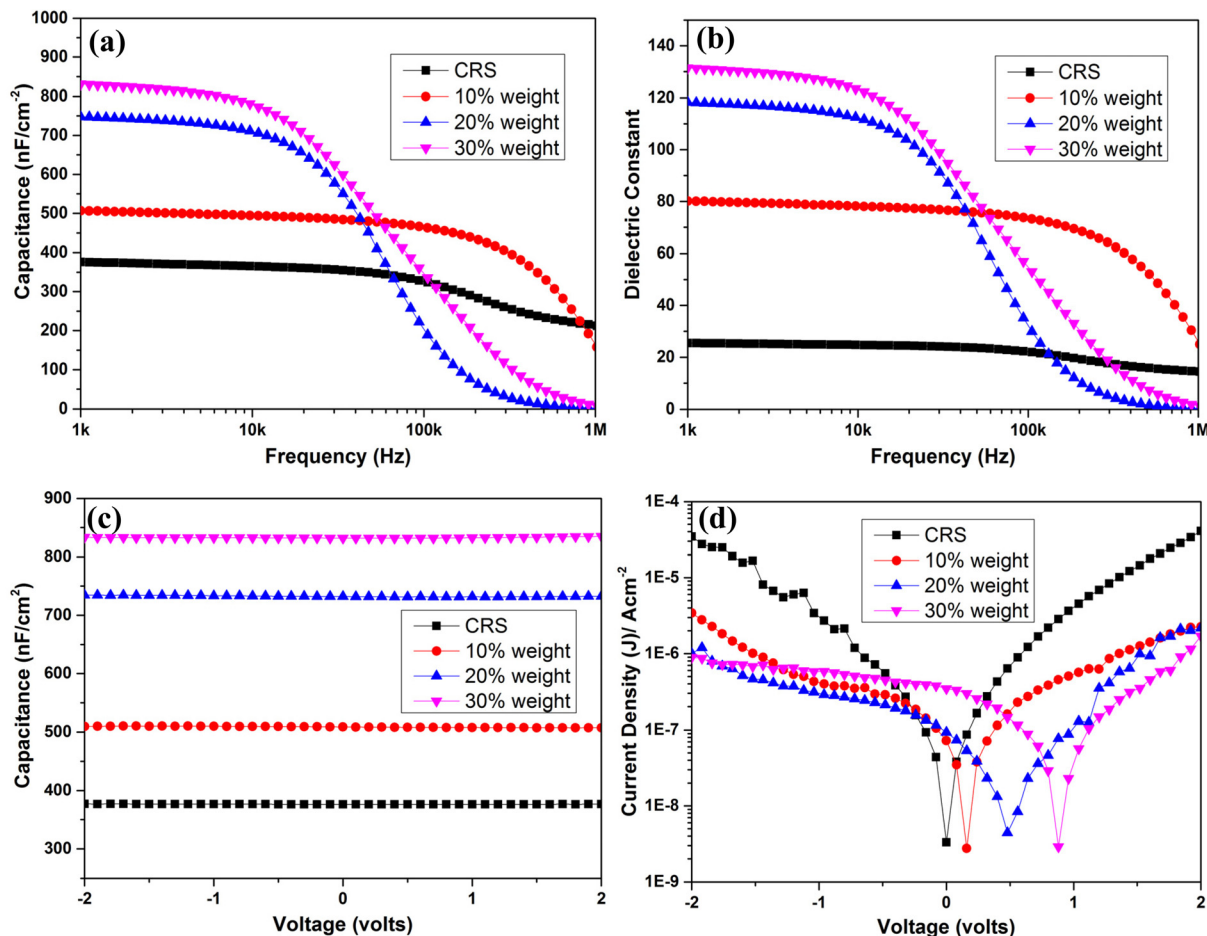 (a)
CRS
10% weight
20% weight
30% weight
1000
900
800
700
600
500
400
300
200
100
0
Capacitance (nF/cm⁻²)
1k
10k
100k
1M
Frequency (Hz)
(b)
CRS
10% weight
20% weight
30% weight
140
120
100
80
60
40
20
0
Dielectric Constant
1k
10k
100k
1M
Frequency (Hz)
(c)
CRS
10% weight
20% weight
30% weight
900
800
700
600
500
400
300
Capacitance (nF/cm²)
-2
-1
0
1
2
Voltage (volts)
(d)
CRS
10% weight
20% weight
30% weight
1E-4
1E-5
1E-6
1E-7
1E-8
1E-9
Current Density (J)/ Acm⁻²
-2
-1
0
1
2
Voltage (volts)